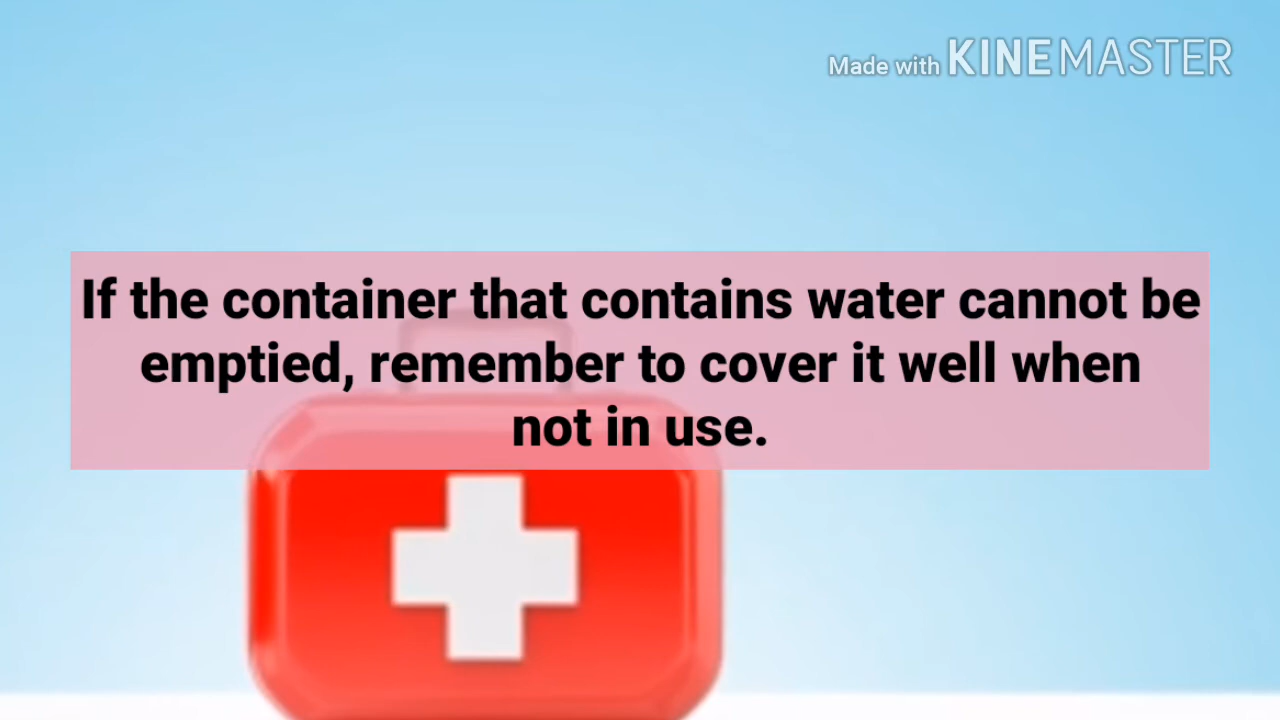 Made with KINEMASTER
If the container that contains water cannot be
emptied, remember to cover it well when
not in use.